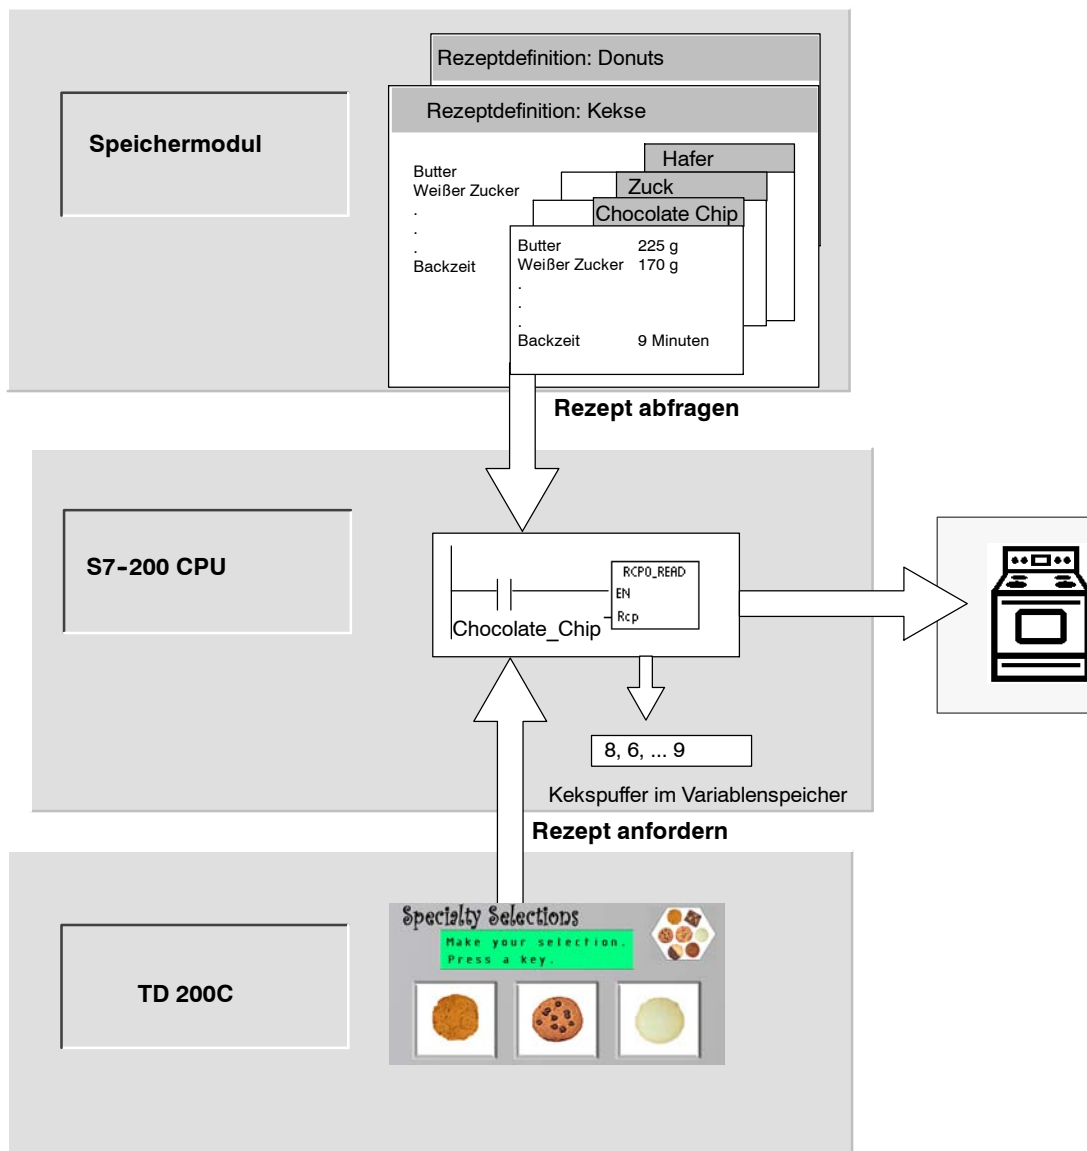 Rezeptdefinition: Donuts
Rezeptdefinition: Kekse
Speichermodul
Hafer
Zuck
Chocolate Chip
Butter
Weißer Zucker
.
.
.
Backzeit
Butter 225 g
Weißer Zucker 170 g
.
.
.
Backzeit 9 Minuten
Rezept abfragen
S7-200 CPU
RCP0_READ
EN
Rcp
Chocolate_Chip
8, 6, ... 9
Kekspuffer im Variablenspeicher
Rezept anfordern
TD 200C
Specialty Selections
Make your selection.
Press a key.